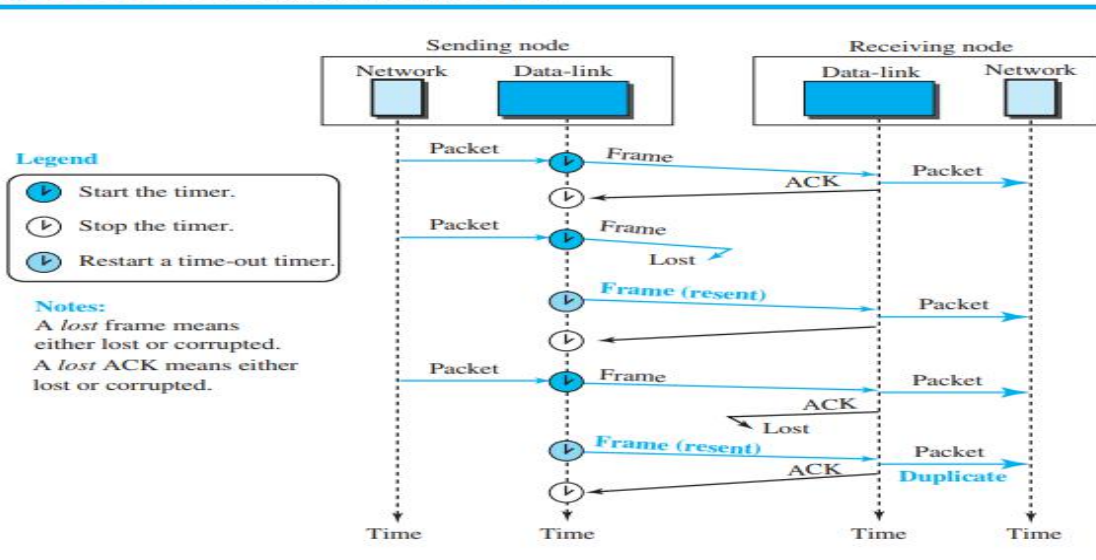 Sending node
Receiving node
Network
Data-link
Data-link
Network
Legend
Start the timer.
Stop the timer.
Restart a time-out timer.
Notes:
A lost frame means
either lost or corrupted.
A lost ACK means either
lost or corrupted.
Packet
Frame
Packet
ACK
Packet
Frame
Lost
Frame (resent)
Packet
Packet
Frame
Packet
ACK
Lost
Frame (resent)
Packet
ACK
Duplicate
Time
Time
Time
Time